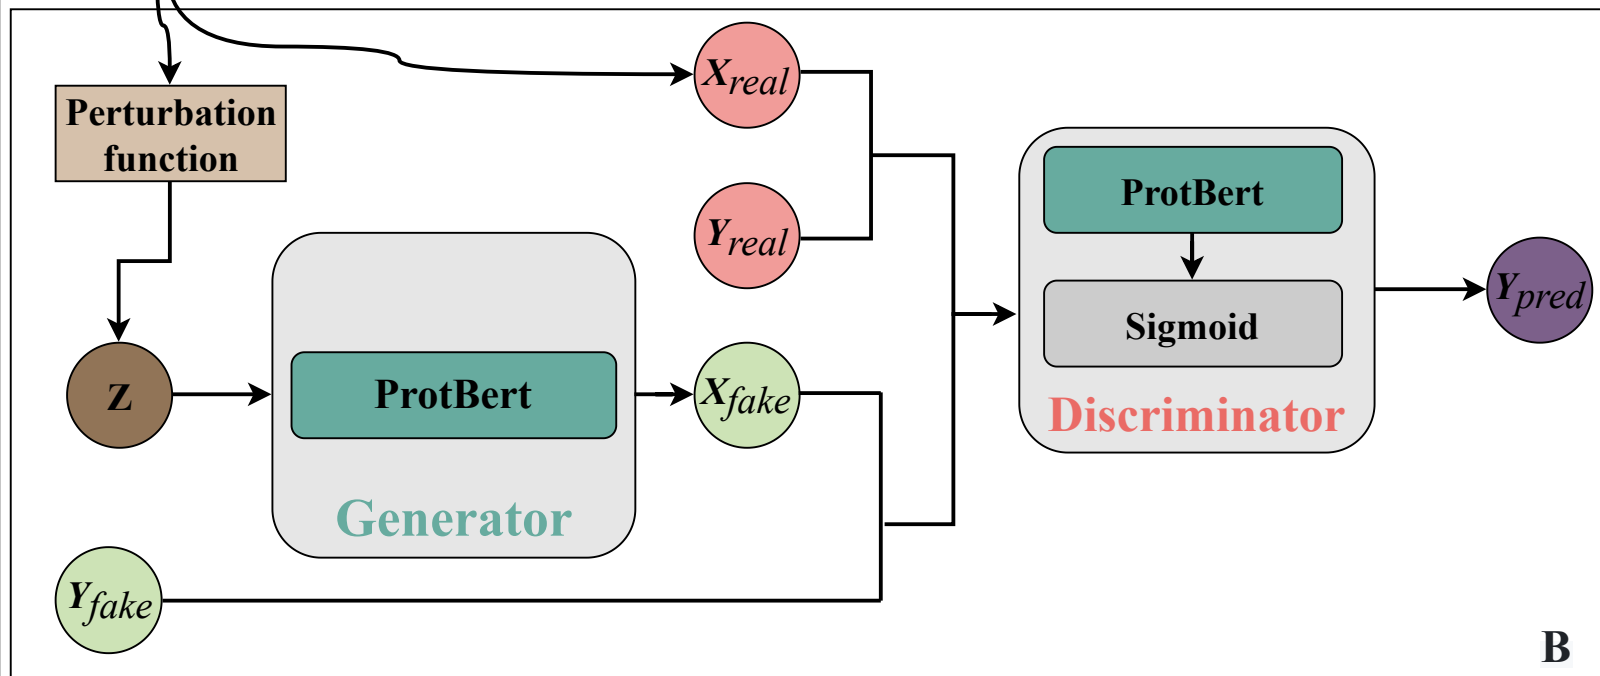 Perturbation
function
Xreal
Yreal
ProtBert
Sigmoid
Discriminator
Ypred
Z
ProtBert
Generator
Xfake
Yfake
B